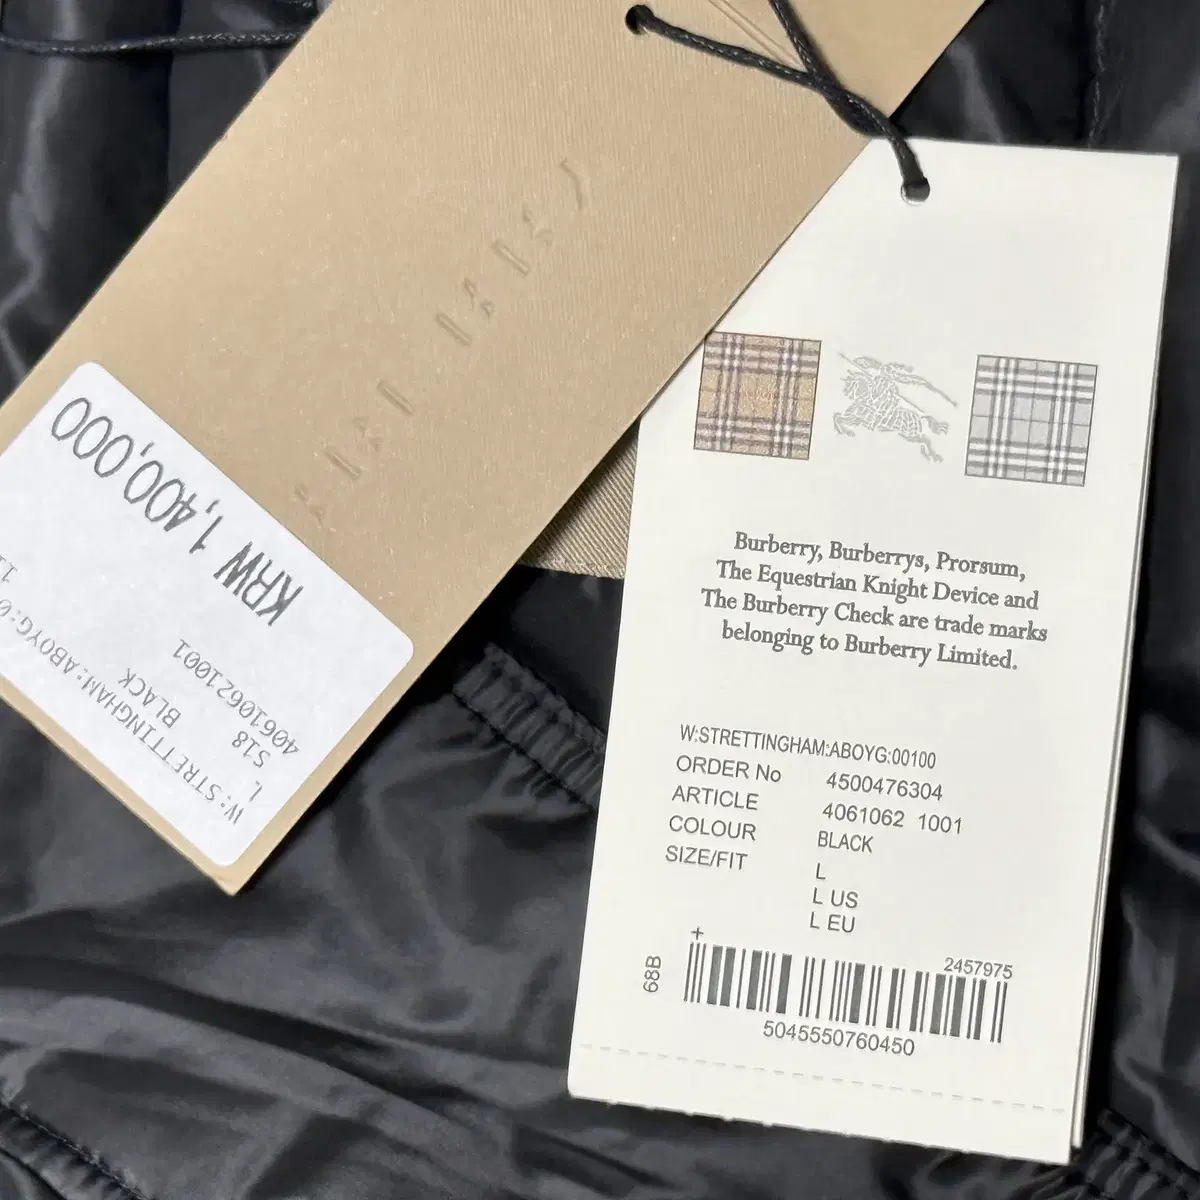 KRW 1,400,000
40610621001
S18
BLACK
L
W:STRETTINGHAM:ABOYG:0
Burberry, Burberrys, Prorsum,
The Equestrian Knight Device and
The Burberry Check are trade marks
belonging to Burberry Limited.
W:STRETTINGHAM:ABOYG:00100
ORDER No 4500476304
ARTICLE 4061062 1001
COLOUR BLACK
SIZE/FIT L
L US
L EU
+
68B
2457975
5045550760450